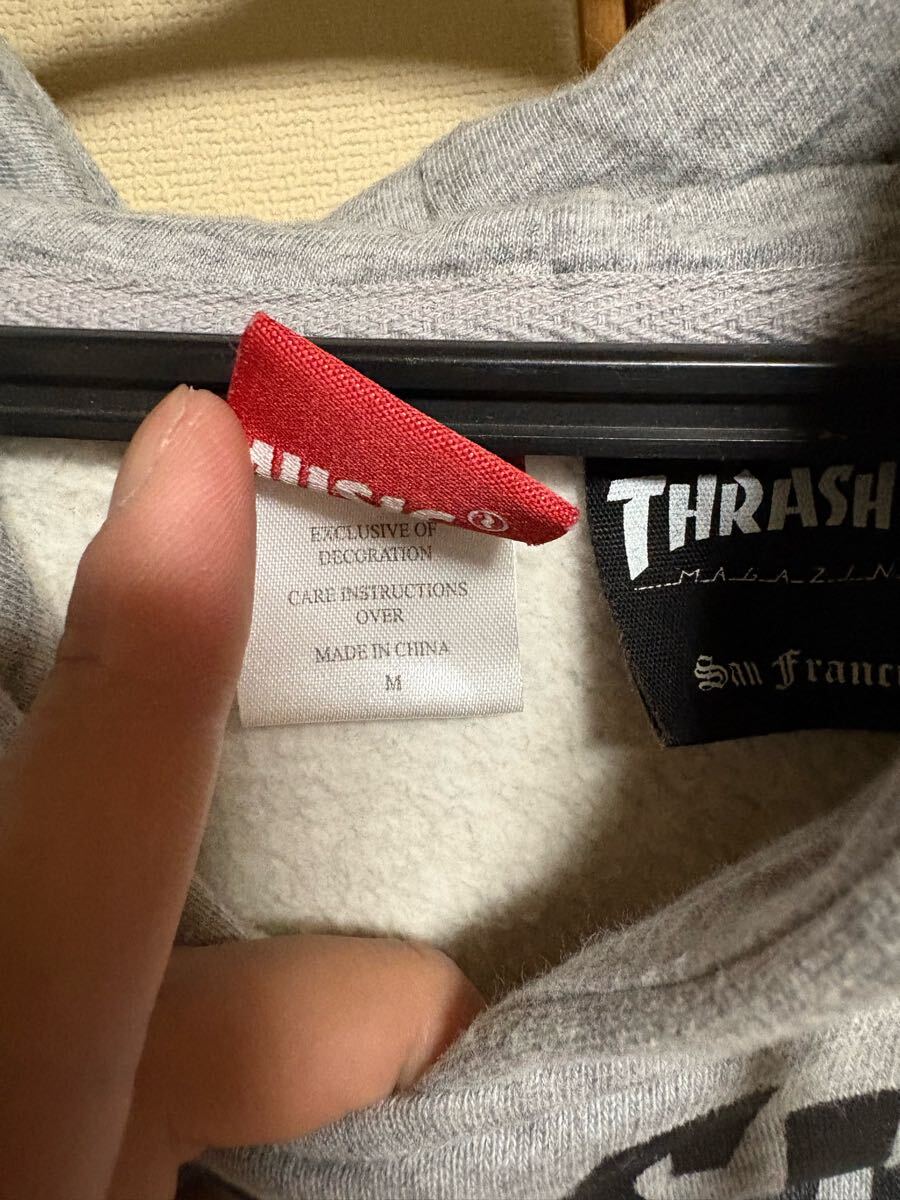 EXCLUSIVE OF
DECORATION
CARE INSTRUCTIONS
OVER
MADE IN CHINA
M
THRASH
MAGAZIN
San Franc